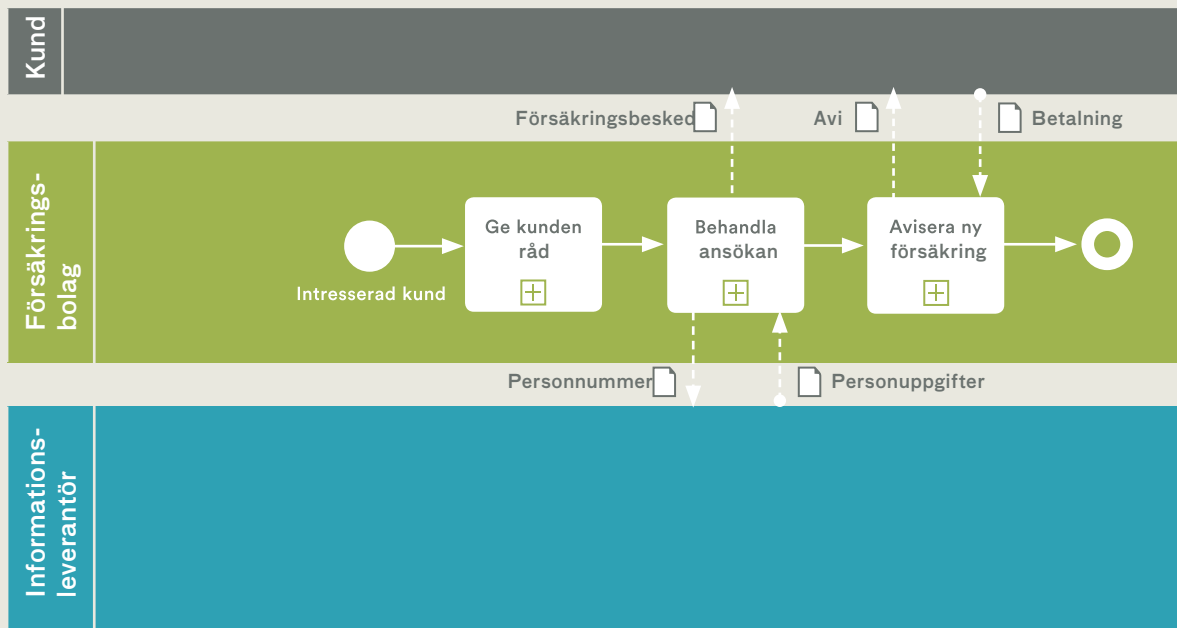 Kund
Försäkringsbesked
Avi
Betalning
Försäkrings-
bolag
Intresserad kund
Ge kunden
råd
Behandla
ansökan
Avisera ny
försäkring
Personnummer
Personuppgifter
Informations-
leverantör